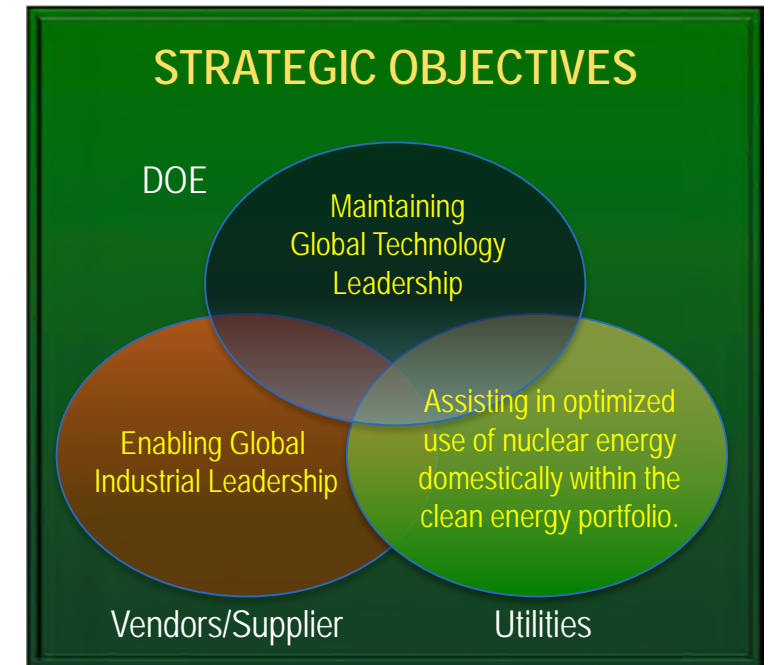 STRATEGIC OBJECTIVES
DOE
Maintaining
Global Technology
Leadership
Enabling Global
Industrial Leadership
Assisting in optimized
use of nuclear energy
domestically within the
clean energy portfolio.
Vendors/Supplier
Utilities